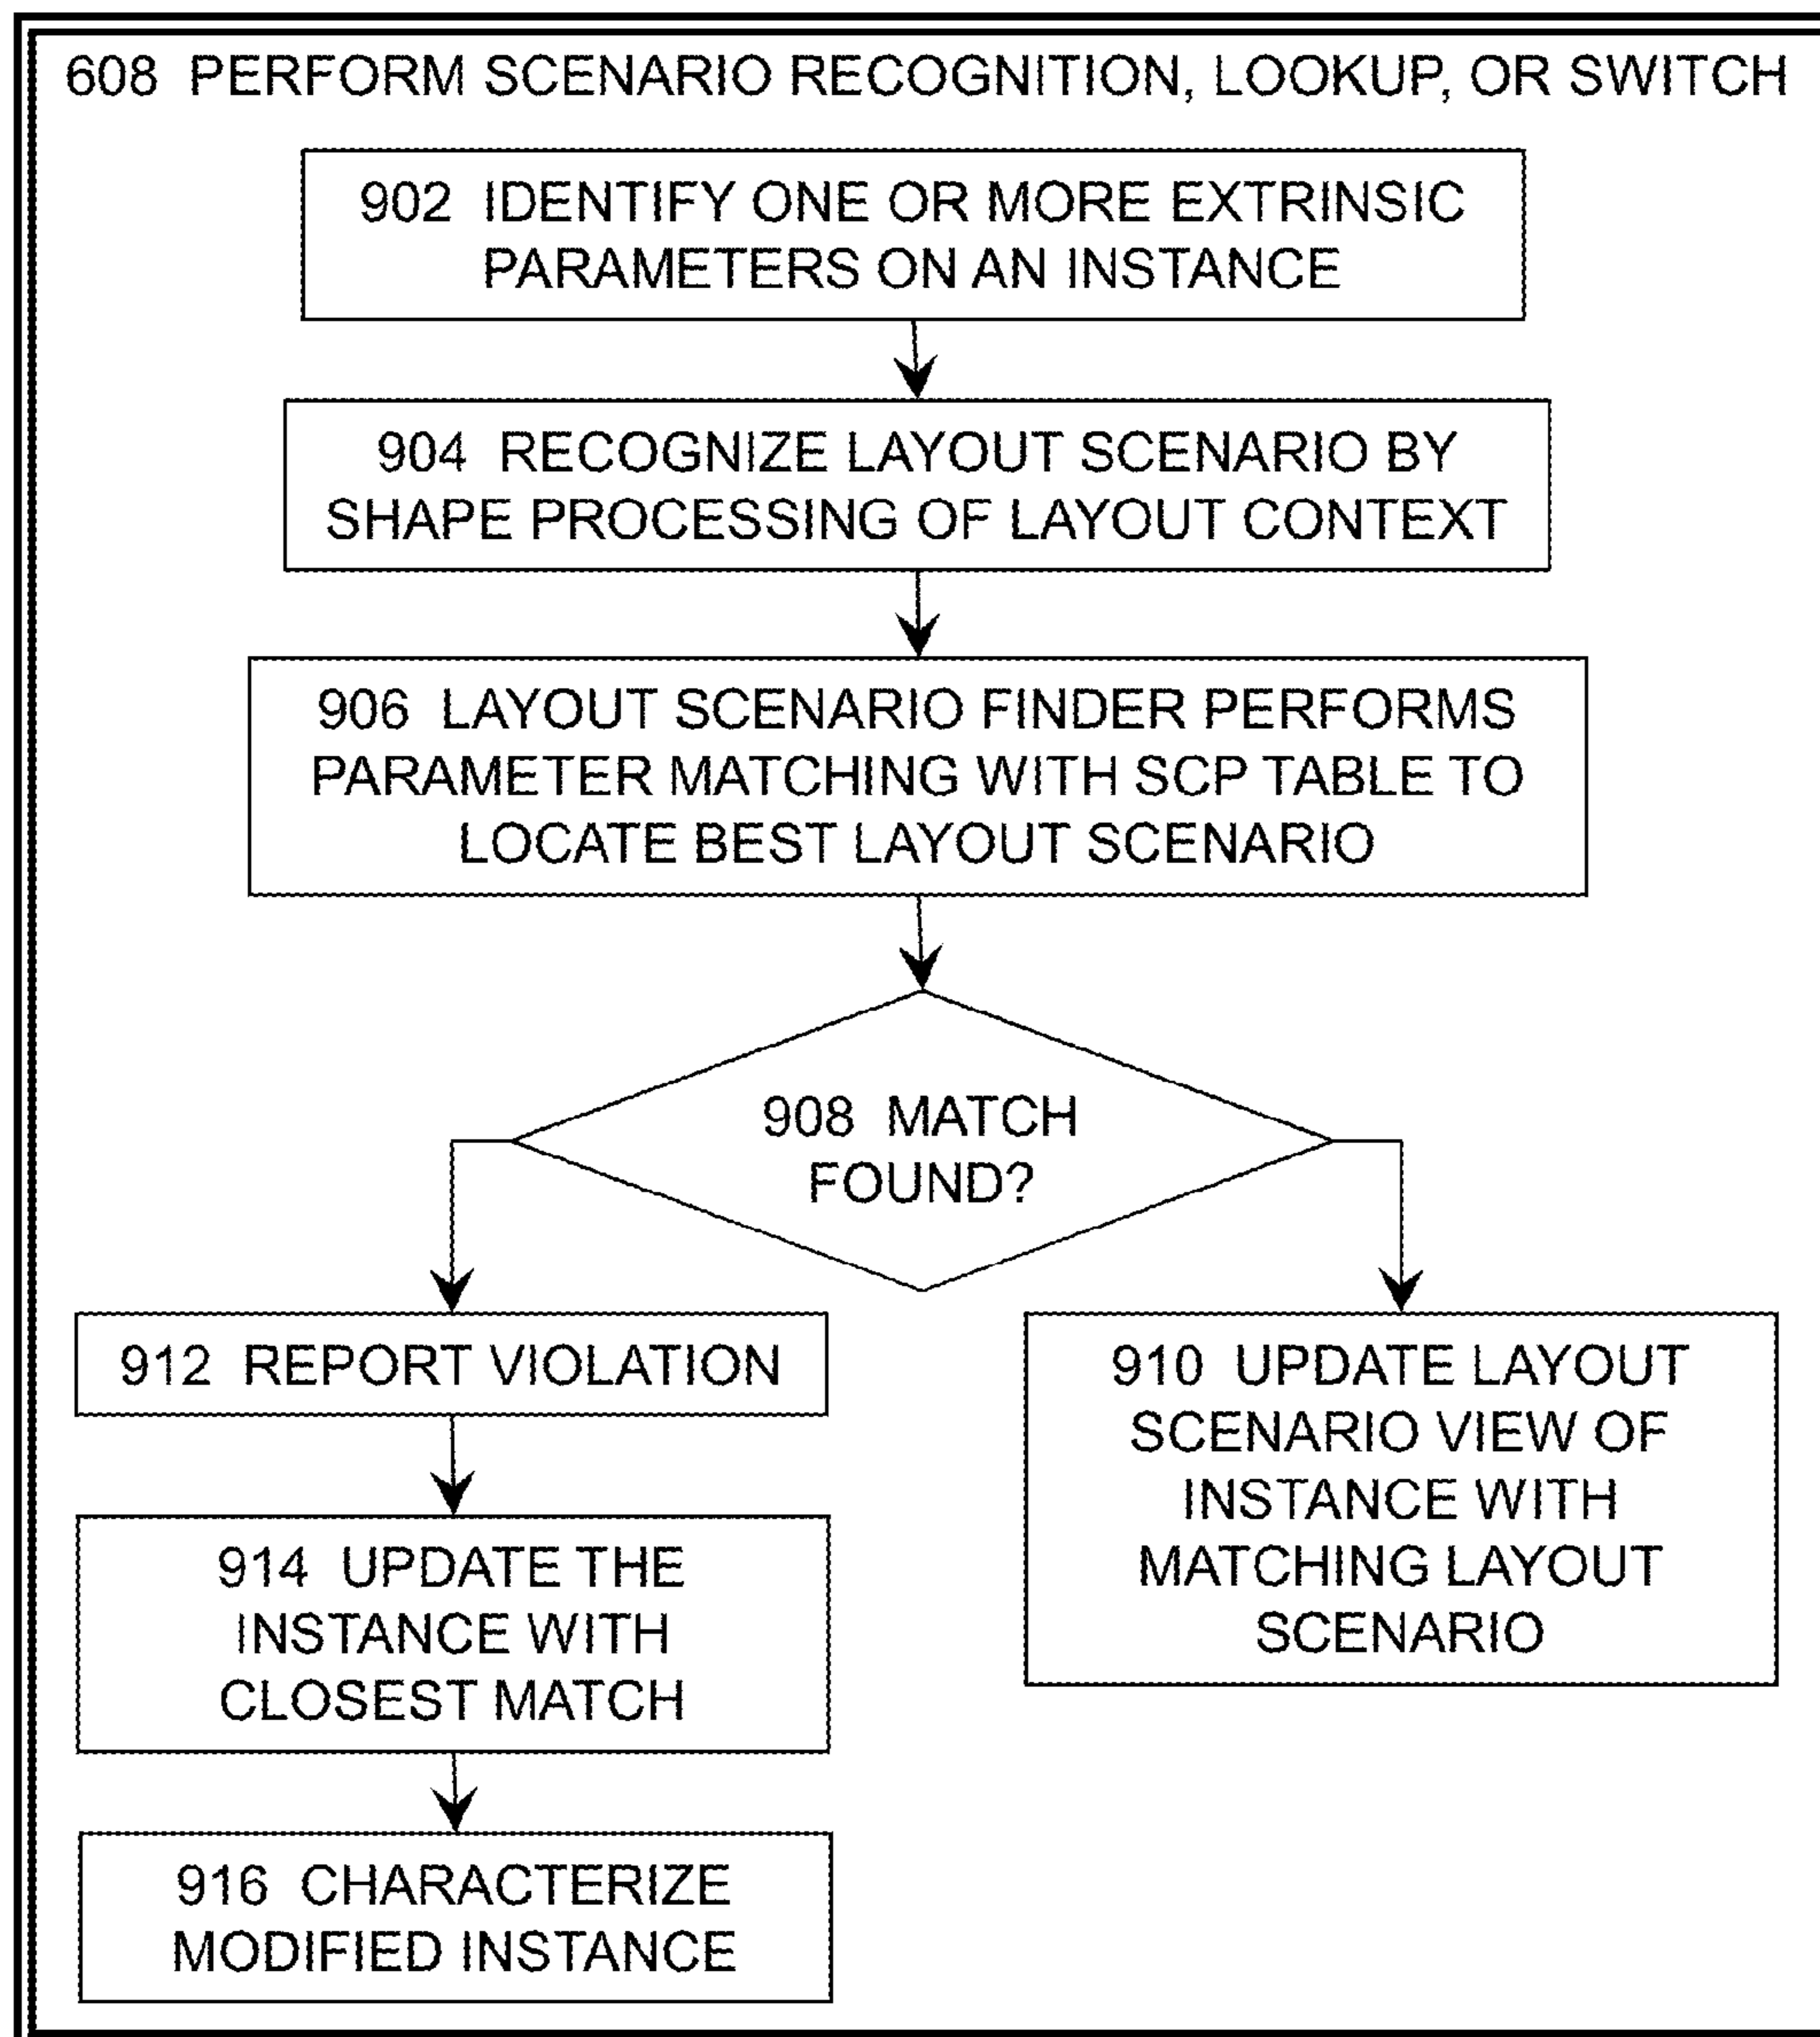 608 PERFORM SCENARIO RECOGNITION, LOOKUP, OR SWITCH
902 IDENTIFY ONE OR MORE EXTRINSIC
PARAMETERS ON AN INSTANCE
904 RECOGNIZE LAYOUT SCENARIO BY
SHAPE PROCESSING OF LAYOUT CONTEXT
906 LAYOUT SCENARIO FINDER PERFORMS
PARAMETER MATCHING WITH SCP TABLE TO
LOCATE BEST LAYOUT SCENARIO
908 MATCH
FOUND?
912 REPORT VIOLATION
914 UPDATE THE
INSTANCE WITH
CLOSEST MATCH
916 CHARACTERIZE
MODIFIED INSTANCE
910 UPDATE LAYOUT
SCENARIO VIEW OF
INSTANCE WITH
MATCHING LAYOUT
SCENARIO